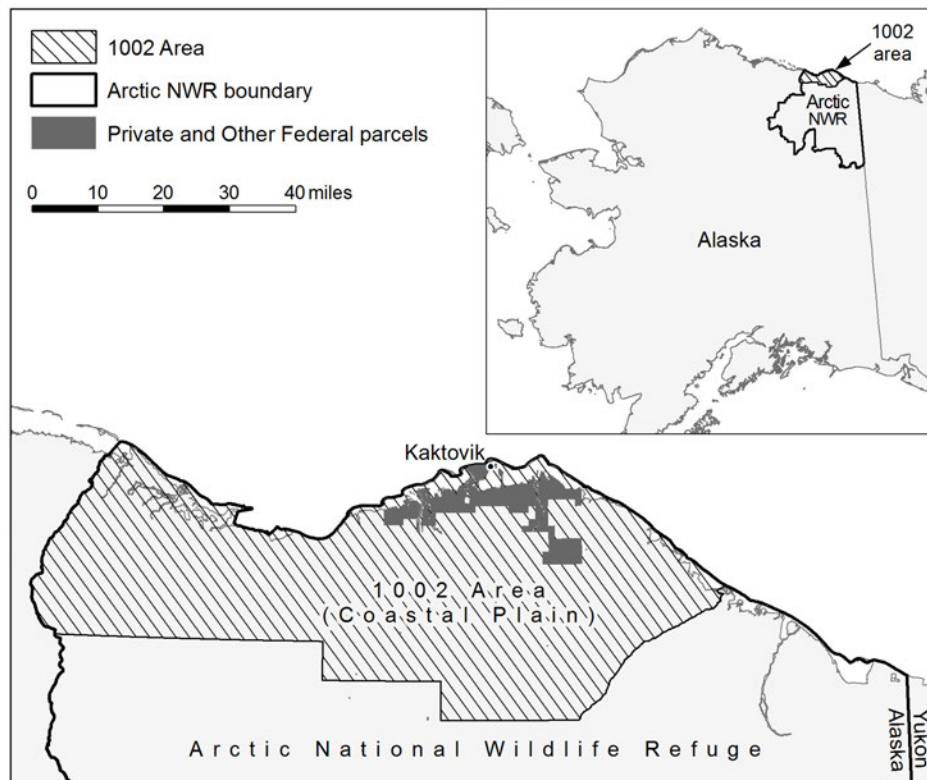 1002 Area
Arctic NWR boundary
Private and Other Federal parcels
0 10 20 30 40 miles
1002
area
Arctic
NWR
Alaska
Kaktovik
1002 Area
(Coastal Plain)
Arctic National Wildlife Refuge
Alaska
Yukon